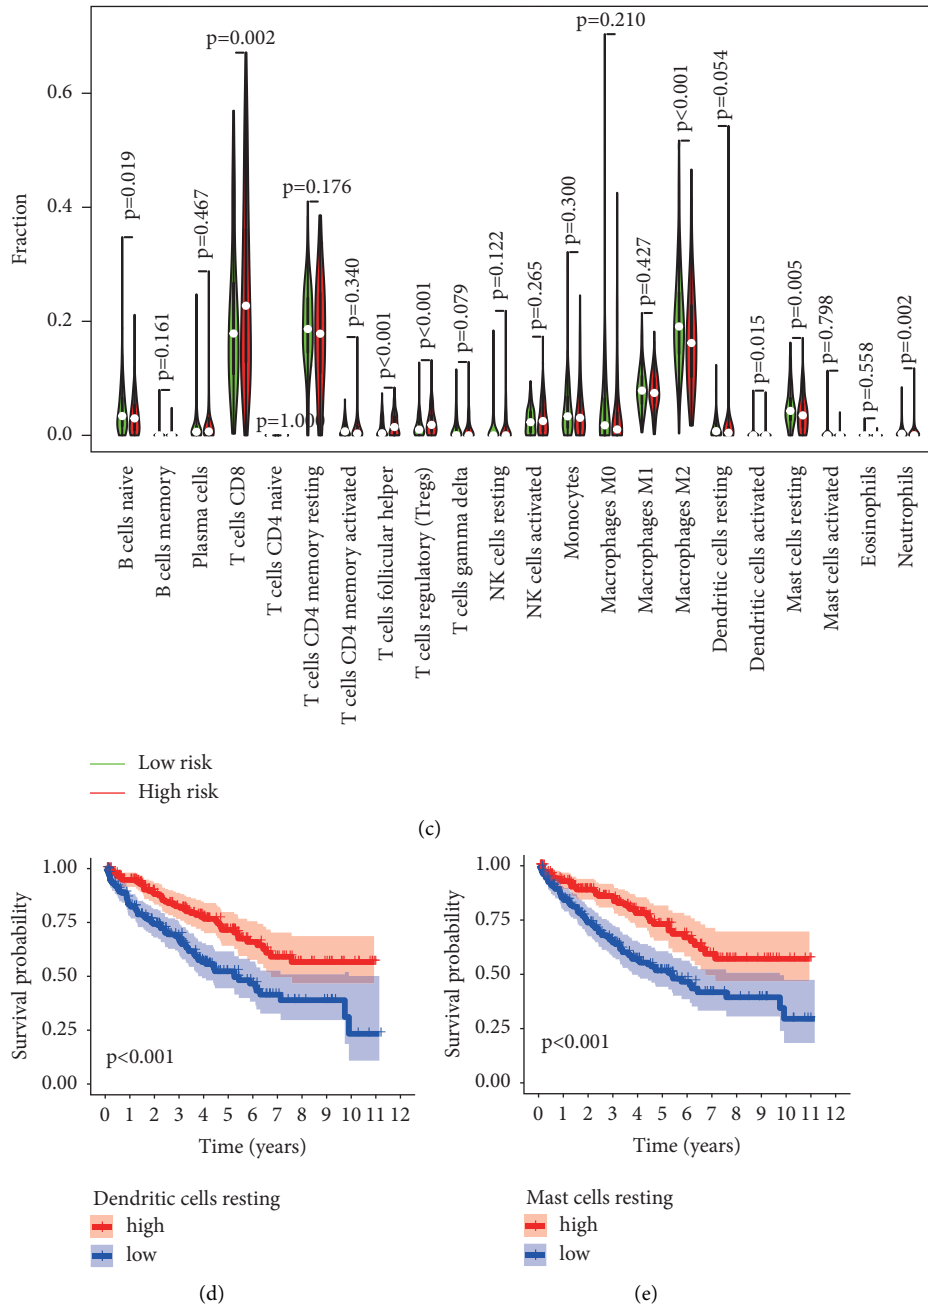 p=0.019
p=0.161
p=0.467
p=0.002
p=1.000
p=0.176
p=0.340
p<0.001
p<0.001
p=0.079
p=0.122
p=0.265
p=0.300
p=0.210
p=0.427
p<0.001
p=0.054
p=0.015
p=0.005
p=0.798
p=0.558
p=0.002
Fraction
0.6
0.4
0.2
0.0
B cells naive
B cells memory
Plasma cells
T cells CD8
T cells CD4 naive
T cells CD4 memory resting
T cells CD4 memory activated
T cells follicular helper
T cells regulatory (Tregs)
T cells gamma delta
NK cells resting
NK cells activated
Monocytes
Macrophages M0
Macrophages M1
Macrophages M2
Dendritic cells resting
Dendritic cells activated
Mast cells resting
Mast cells activated
Eosinophils
Neutrophils
Low risk
High risk
(c)
Survival probability
1.00
0.75
0.50
0.25
0.00
p<0.001
0 1 2 3 4 5 6 7 8 9 10 11 12
Time (years)
Dendritic cells resting
high
low
(d)
Survival probability
1.00
0.75
0.50
0.25
0.00
p<0.001
0 1 2 3 4 5 6 7 8 9 10 11 12
Time (years)
Mast cells resting
high
low
(e)